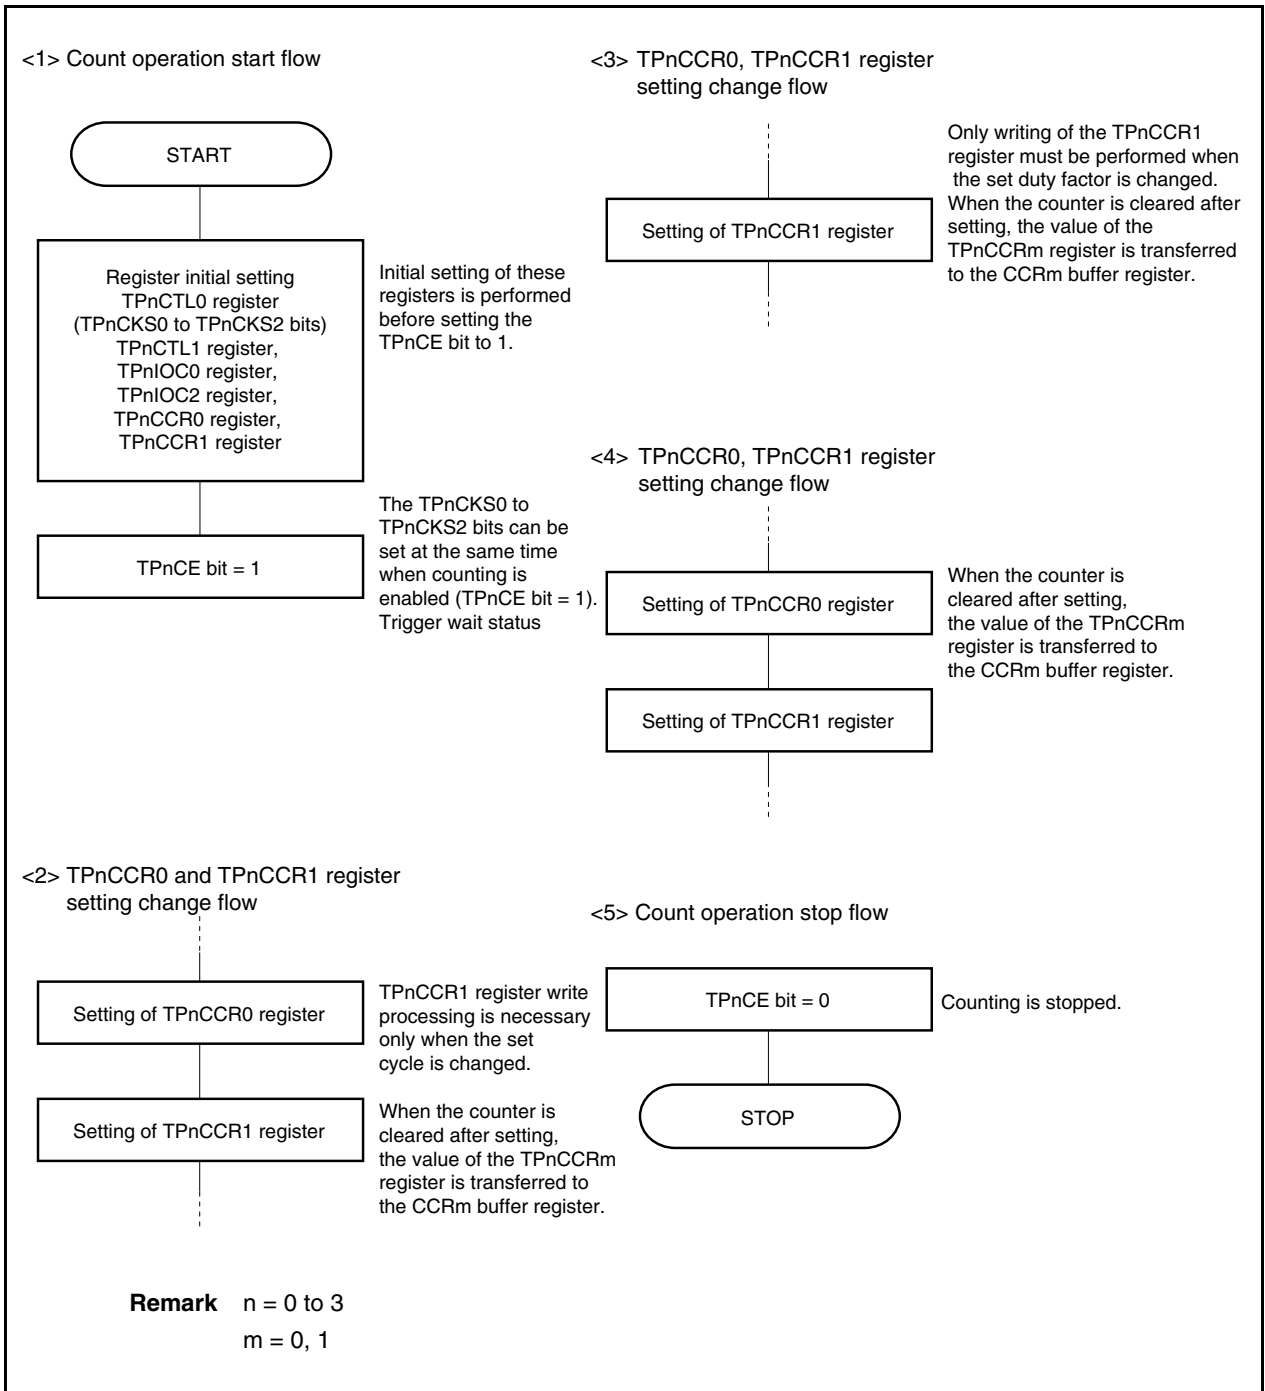 <1> Count operation start flow
START
Register initial setting
TPnCTL0 register
(TPnCKS0 to TPnCKS2 bits)
TPnCTL1 register,
TPnIOC0 register,
TPnIOC2 register,
TPnCCR0 register,
TPnCCR1 register
Initial setting of these
registers is performed
before setting the
TPnCE bit to 1.
TPnCE bit = 1
The TPnCKS0 to
TPnCKS2 bits can be
set at the same time
when counting is
enabled (TPnCE bit = 1).
Trigger wait status
<2> TPnCCR0 and TPnCCR1 register
setting change flow
Setting of TPnCCR0 register
TPnCCR1 register write
processing is necessary
only when the set
cycle is changed.
Setting of TPnCCR1 register
When the counter is
cleared after setting,
the value of the TPnCCRm
register is transferred to
the CCRm buffer register.
<3> TPnCCR0, TPnCCR1 register
setting change flow
Setting of TPnCCR1 register
Only writing of the TPnCCR1
register must be performed when
the set duty factor is changed.
When the counter is cleared after
setting, the value of the
TPnCCRm register is transferred
to the CCRm buffer register.
<4> TPnCCR0, TPnCCR1 register
setting change flow
Setting of TPnCCR0 register
When the counter is
cleared after setting,
the value of the TPnCCRm
register is transferred to
the CCRm buffer register.
Setting of TPnCCR1 register
<5> Count operation stop flow
TPnCE bit = 0
Counting is stopped.
STOP
Remark n = 0 to 3
m = 0, 1